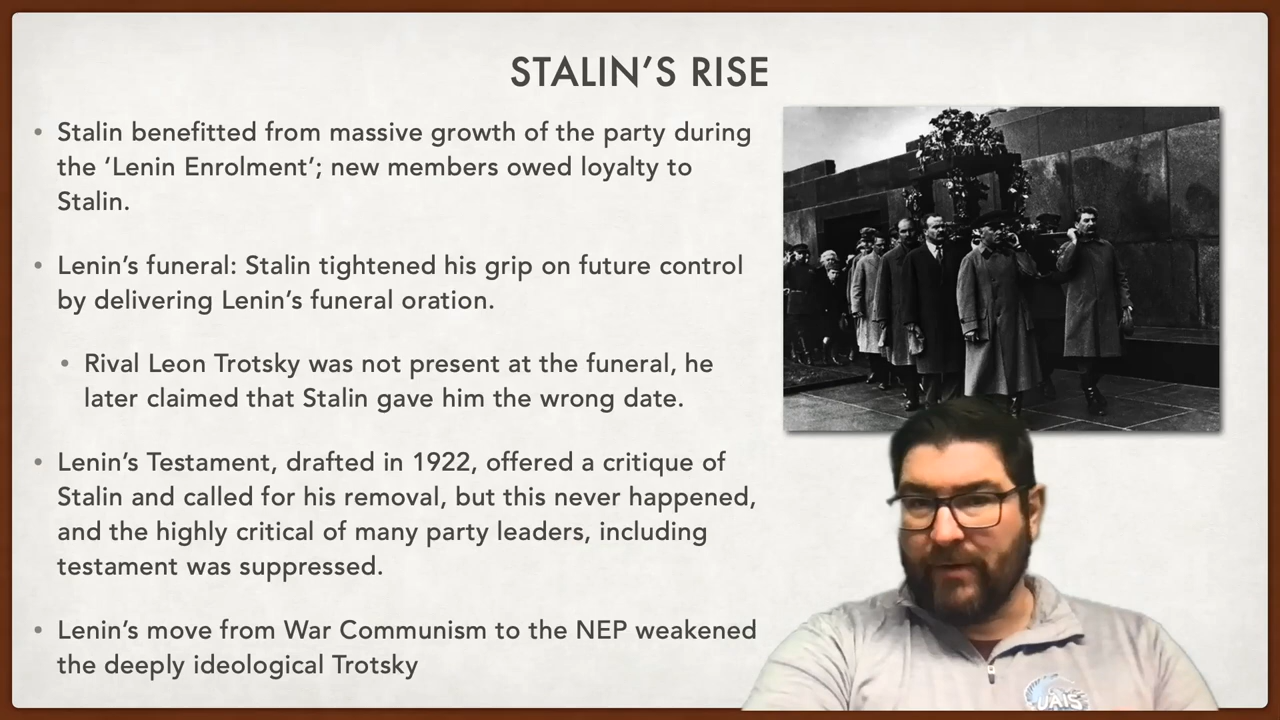 STALIN’S RISE
• Stalin benefitted from massive growth of the party during
the ‘Lenin Enrolment’; new members owed loyalty to
Stalin.
• Lenin’s funeral: Stalin tightened his grip on future control
by delivering Lenin’s funeral oration.
• Rival Leon Trotsky was not present at the funeral, he
later claimed that Stalin gave him the wrong date.
• Lenin’s Testament, drafted in 1922, offered a critique of
Stalin and called for his removal, but this never happened,
and the highly critical of many party leaders, including
testament was suppressed.
• Lenin’s move from War Communism to the NEP weakened
the deeply ideological Trotsky
UAIS